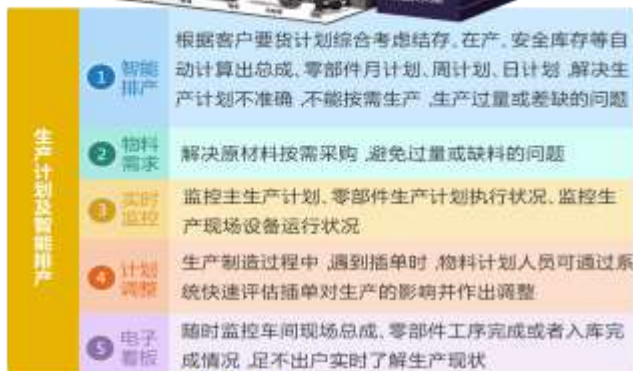 生产计划及智能排产
1 智能
排产
根据客户要货计划综合考虑结存、在产、安全库存等自
动计算出总成、零部件月计划、周计划、日计划,解决生
产计划不准确,不能按需生产,生产过量或差缺的问题
2 物料
需求
解决原材料按需采购,避免过量或缺料的问题
3 实时
监控
监控主生产计划、零部件生产计划执行状况、监控生
产现场设备运行状况
4 计划
调整
生产制造过程中,遇到插单时,物料计划人员可通过系
统快速评估插单对生产的影响并作出调整
5 电子
看板
随时监控车间现场总成、零部件工序完成或者入库完
成情况,足不出户实时了解生产现状